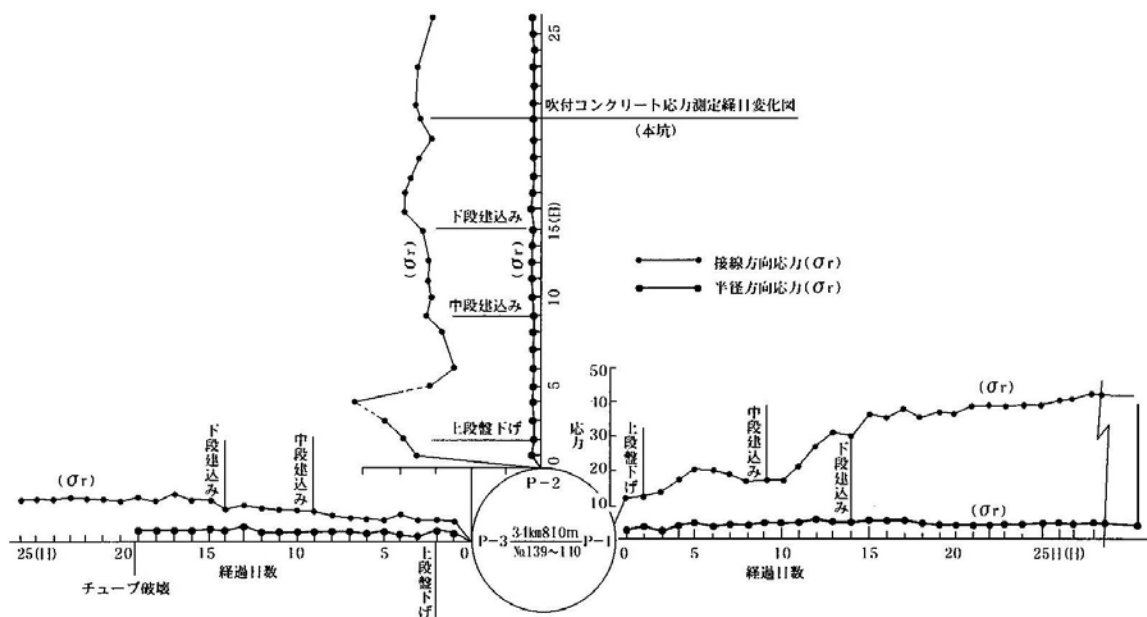 25
吹付コンクリート応力測定経日変化図
(本坑)
下段建込み
15(日)
(σr)
(σr)
接線方向応力(σr)
半径方向応力(σr)
中段建込み
10
5
上段盤下げ
0
P-2
応力
50
40
30
20
10
上段盤下げ
中段建込み
下段建込み
(σr)
(σr)
0
5
10
15
20
25日(日)
経過日数
P-1
P-3
34km810m
№139~110
(σr)
下段建込み
中段建込み
25(日)
20
15
10
5
0
経過日数
チューブ破壊
上段盤下げ